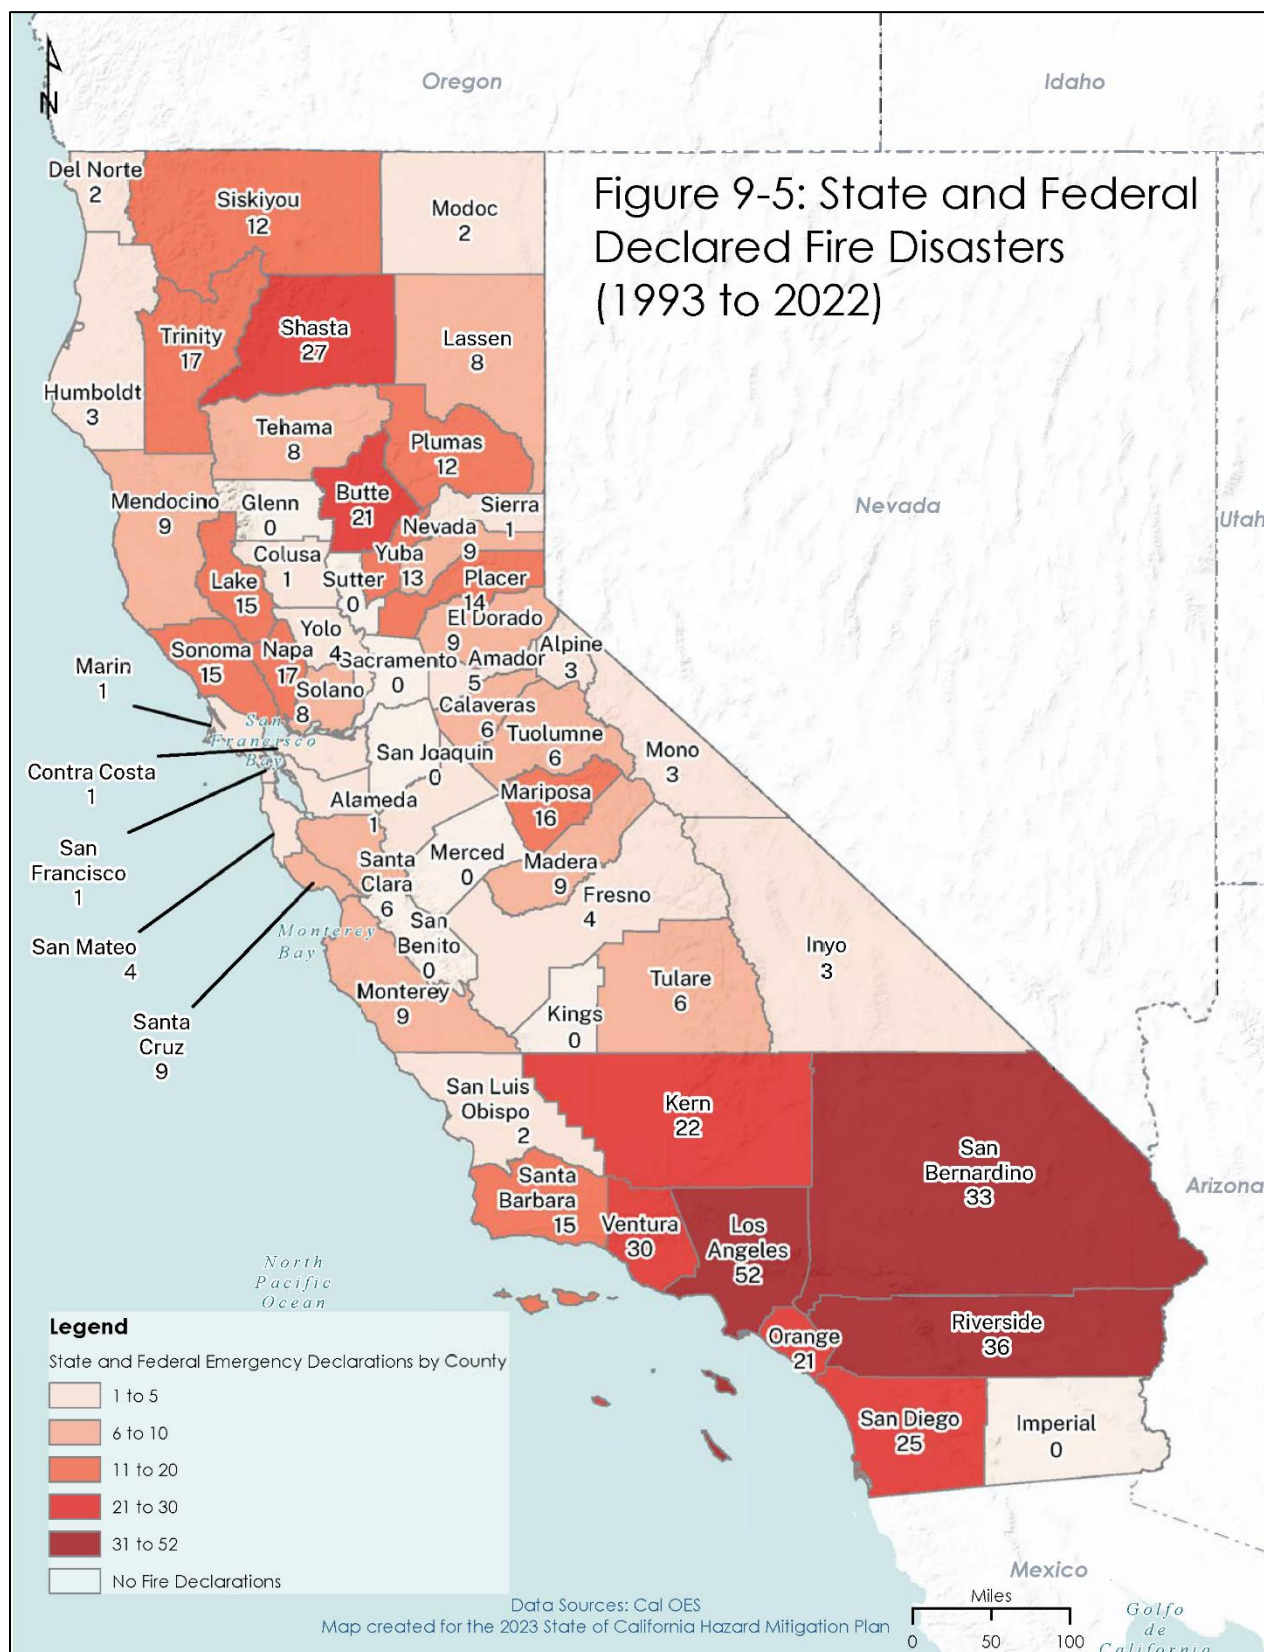 N
Oregon
Idaho
Figure 9-5: State and Federal
Declared Fire Disasters
(1993 to 2022)
Del Norte
2
Siskiyou
12
Modoc
2
Trinity
17
Shasta
27
Lassen
8
Humboldt
3
Tehama
8
Plumas
12
Mendocino
9
Glenn
0
Butte
21
Sierra
1
Nevada
9
Nevada
Utah
Colusa
1
Sutter
0
Yuba
13
Placer
14
Lake
15
El Dorado
9
Yolo
4
Sonoma
15
Napa
17
Sacramento
0
Amador
5
Alpine
3
Marin
1
Solano
8
Calaveras
6
Tuolumne
6
San
Francisco
Bay
San Joaquin
0
Mono
3
Contra Costa
1
Alameda
1
Mariposa
16
San
Francisco
1
Santa
Clara
6
Merced
0
Madera
9
Fresno
4
San Mateo
4
Monterey
Bay
San
Benito
0
Inyo
3
Monterey
9
Tulare
6
Kings
0
Santa
Cruz
9
San Luis
Obispo
2
Kern
22
San
Bernardino
33
Arizona
Santa
Barbara
15
Ventura
30
Los
Angeles
52
North
Pacific
Ocean
Orange
21
Riverside
36
San Diego
25
Imperial
0
Legend
State and Federal Emergency Declarations by County
1 to 5
6 to 10
11 to 20
21 to 30
31 to 52
No Fire Declarations
Mexico
Data Sources: Cal OES
Map created for the 2023 State of California Hazard Mitigation Plan
Miles
0 50 100
Golfo
de
California